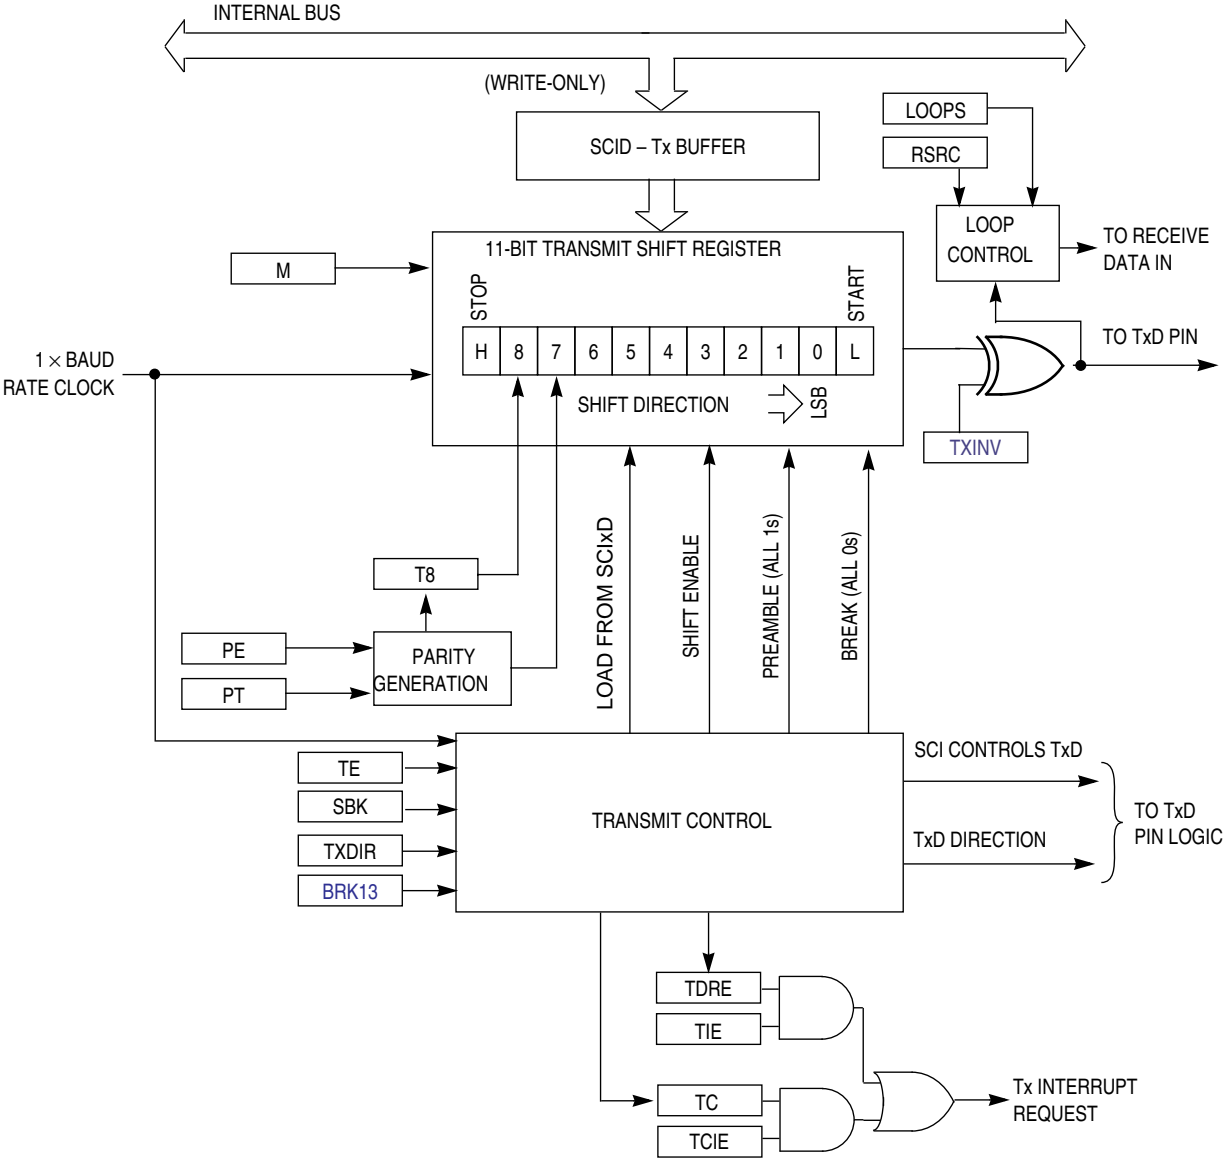 INTERNAL BUS
(WRITE-ONLY)
SCID – Tx BUFFER
LOOPS
RSRC
LOOP
CONTROL
TO RECEIVE
DATA IN
11-BIT TRANSMIT SHIFT REGISTER
M
STOP
START
H 8 7 6 5 4 3 2 1 0 L
1 × BAUD
RATE CLOCK
SHIFT DIRECTION
LSB
TO TxD PIN
TXINV
LOAD FROM SCIxD
SHIFT ENABLE
PREAMBLE (ALL 1s)
BREAK (ALL 0s)
T8
PE
PT
PARITY
GENERATION
TE
SBK
TXDIR
BRK13
TRANSMIT CONTROL
SCI CONTROLS TxD
TxD DIRECTION
TO TxD
PIN LOGIC
TDRE
TIE
TC
TCIE
Tx INTERRUPT
REQUEST